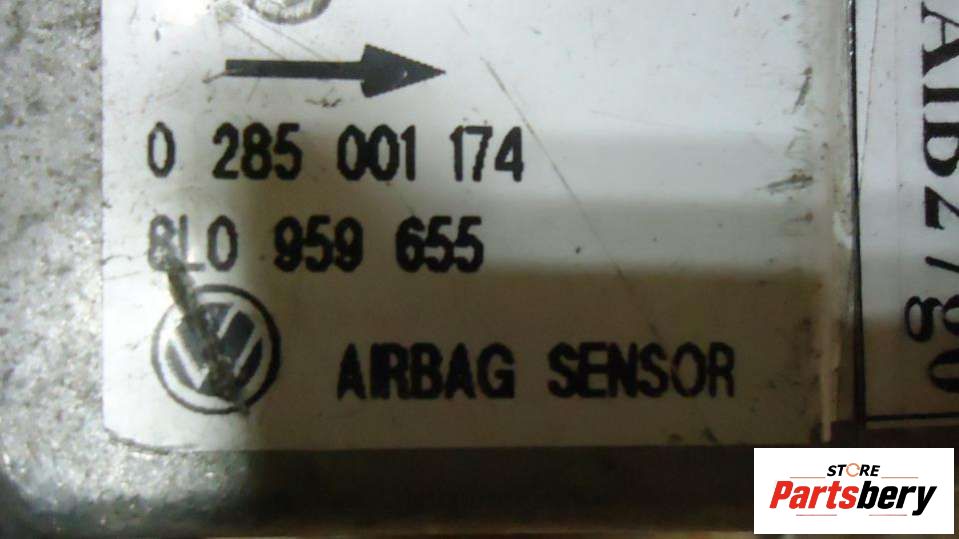 0 285 001 174
8L0 959 655
AIRBAG SENSOR
STORE
Partsbery